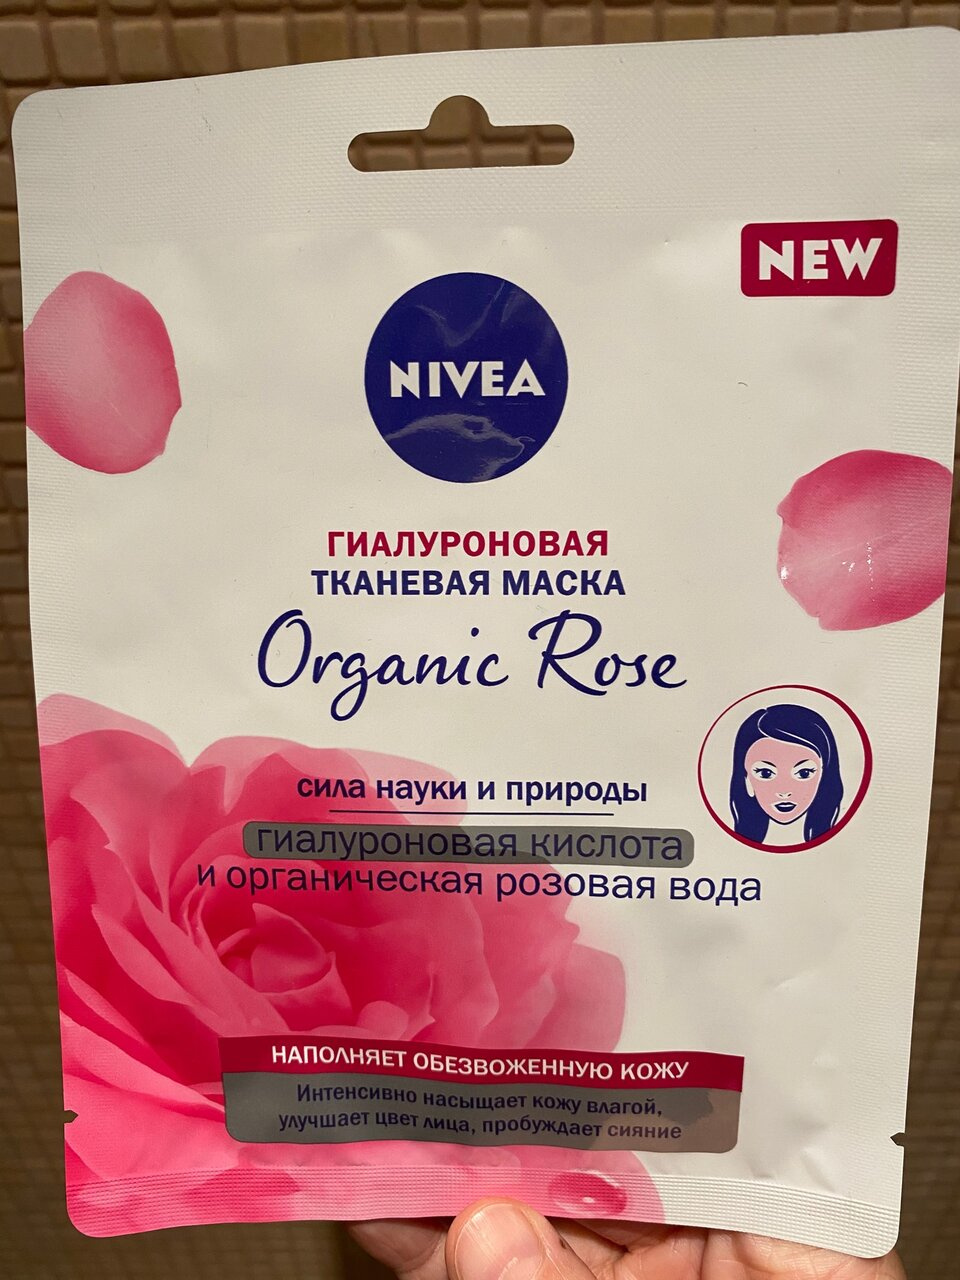 NEW
NIVEA
ГИАЛУРОНОВАЯ
ТКАНЕВАЯ МАСКА
Organic Rose
сила науки и природы
гиалуроновая кислота
и органическая розовая вода
НАПОЛНЯЕТ ОБЕЗВОЖЕННУЮ КОЖУ
Интенсивно насыщает кожу влагой,
улучшает цвет лица, пробуждает сияние